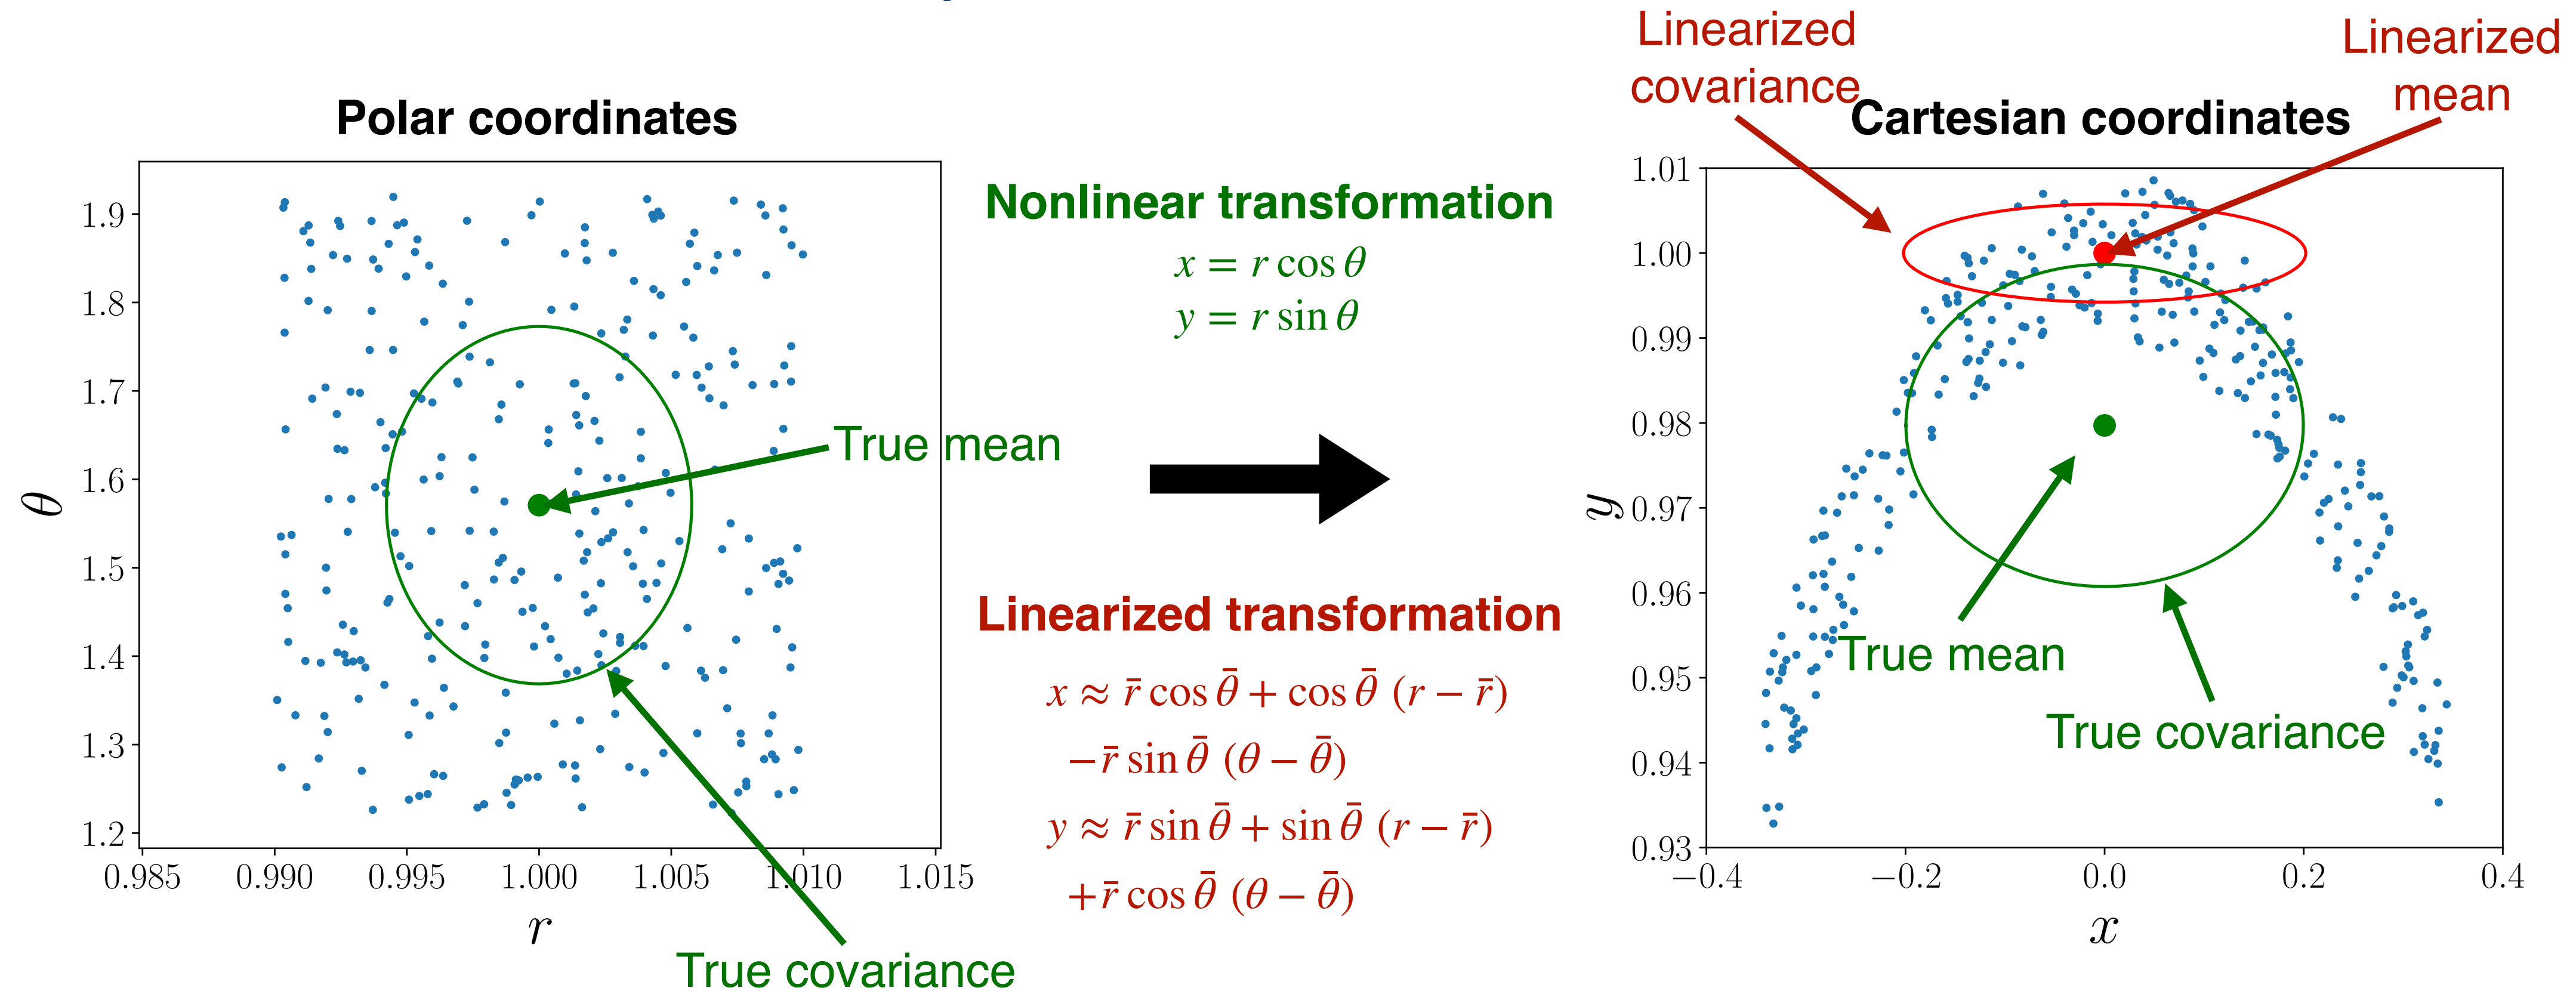 Linearized
covariance
Linearized
mean
Polar coordinates
Cartesian coordinates
1.9
1.8
1.7
1.6
1.5
1.4
1.3
1.2
θ
0.985 0.990 0.995 1.000 1.005 1.010 1.015
r
True mean
True covariance
Nonlinear transformation
x = r cos θ
y = r sin θ
Linearized transformation
x ≈ r̄ cos θ̄ + cos θ̄ (r − r̄)
−r̄ sin θ̄ (θ − θ̄)
y ≈ r̄ sin θ̄ + sin θ̄ (r − r̄)
+r̄ cos θ̄ (θ − θ̄)
1.01
1.00
0.99
0.98
0.97
0.96
0.95
0.94
0.93
y
−0.4 −0.2 0.0 0.2 0.4
x
True mean
True covariance